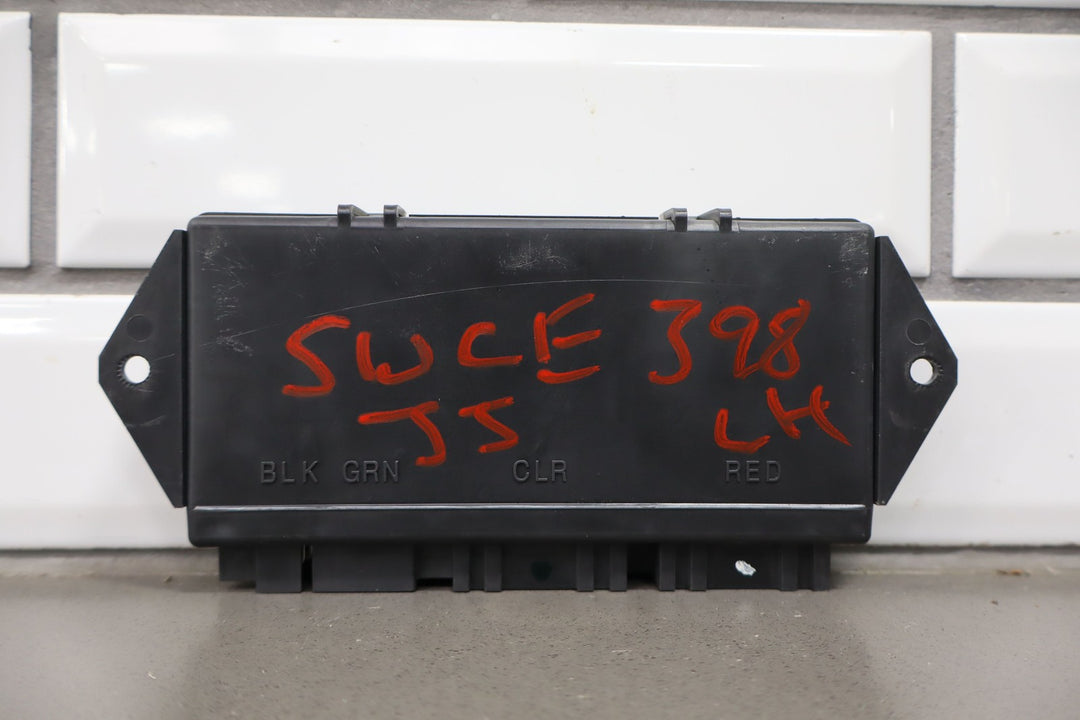 SWCE 398
JS LH
BLK GRN CLR RED